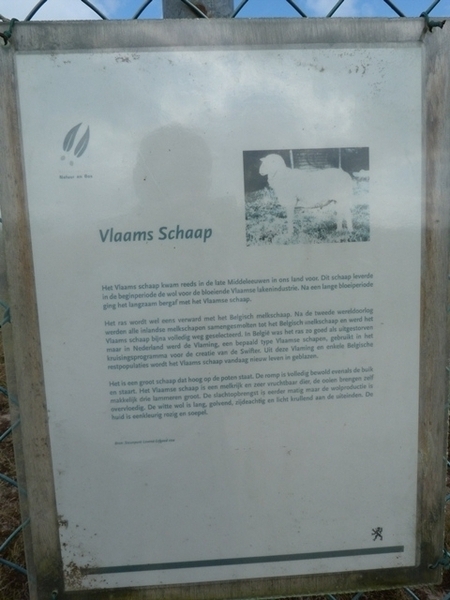 Natuur en Bos
Vlaams Schaap
Het Vlaams schaap kwam reeds in de late Middeleeuwen in ons land voor. Dit schaap leverde
in de beginperiode de wol voor de bloeiende Vlaamse lakenindustrie. Na een lange bloeiperiode
ging het langzaam bergaf met het Vlaamse schaap.
Het ras wordt wel eens verward met het Belgisch melkschaap. Na de tweede wereldoorlog
werden alle inlandse melkschapen samengesmolten tot het Belgisch melkschaap en werd het
Vlaams schaap bijna volledig weg geselecteerd. In België was het ras zo goed als uitgestorven
maar in Nederland werd de Vlaming, een bepaald type Vlaamse schapen, gebruikt in het
kruisingsprogramma voor de creatie van de Swifter. Uit deze Vlaming en enkele Belgische
restpopulaties wordt het Vlaams schaap vandaag nieuw leven in geblazen.
Het is een groot schaap dat hoog op de poten staat. De romp is volledig bewold evenals de buik
en staart. Het Vlaamse schaap is een melkrijk en zeer vruchtbaar dier, de ooien brengen zelf
makkelijk drie lammeren groot. De slachtopbrengst is eerder matig maar de wolproductie is
overvloedig. De witte wol is lang, golvend, zijdeachtig en licht krullend aan de uiteinden. De
huid is eenkleurig rozig en soepel.